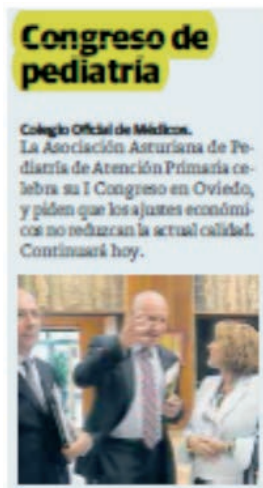 Congreso de
pediatría
Colegio Oficial de Médicos.
La Asociación Asturiana de Pe-
diatría de Atención Primaria ce-
lebra su I Congreso en Oviedo,
y piden que los ajustes económi-
cos no reduzcan la actual calidad.
Continuará hoy.